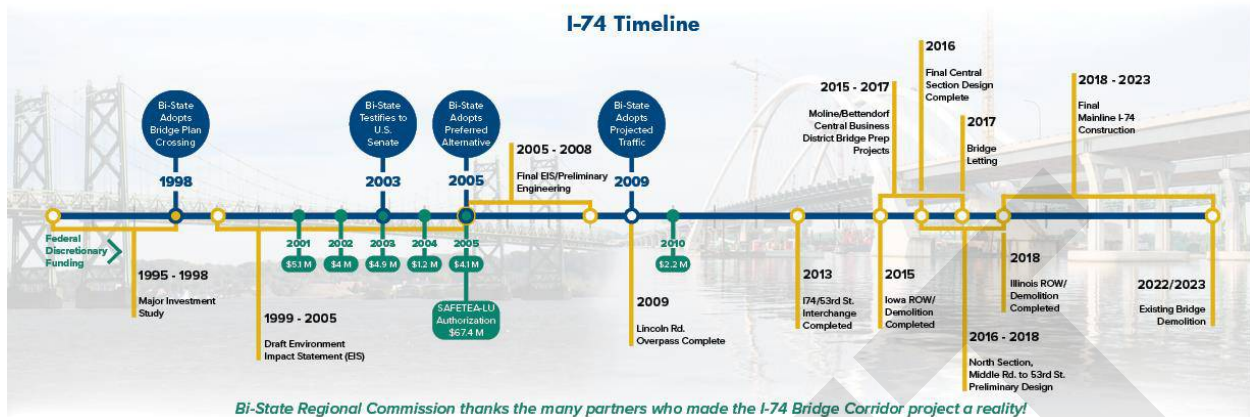 I-74 Timeline
Bi-State
Adopts
Bridge Plan
Crossing
1998
Bi-State
Testifies to
U.S.
Senate
2003
Bi-State
Adopts
Preferred
Alternative
2005
2005 - 2008
Final EIS/Preliminary
Engineering
Bi-State
Adopts
Projected
Traffic
2009
2015 - 2017
Moline/Bettendorf
Central Business
District Bridge Prep
Projects
2016
Final Central
Section Design
Complete
2017
Bridge
Letting
2018 - 2023
Final
Mainline I-74
Construction
Federal
Discretionary
Funding
1995 - 1998
Major Investment
Study
1999 - 2005
Draft Environment
Impact Statement (EIS)
2001
$5.1 M
2002
$4 M
2003
$4.9 M
2004
$1.2 M
2005
$4.1 M
SAFETEA-LU
Authorization
$67.4 M
2009
Lincoln Rd.
Overpass Complete
2010
$2.2 M
2013
I74/53rd St.
Interchange
Completed
2015
Iowa ROW/
Demolition
Completed
2016 - 2018
North Section,
Middle Rd. to 53rd St.
Preliminary Design
2018
Illinois ROW/
Demolition
Completed
2022/2023
Existing Bridge
Demolition
Bi-State Regional Commission thanks the many partners who made the I-74 Bridge Corridor project a reality!